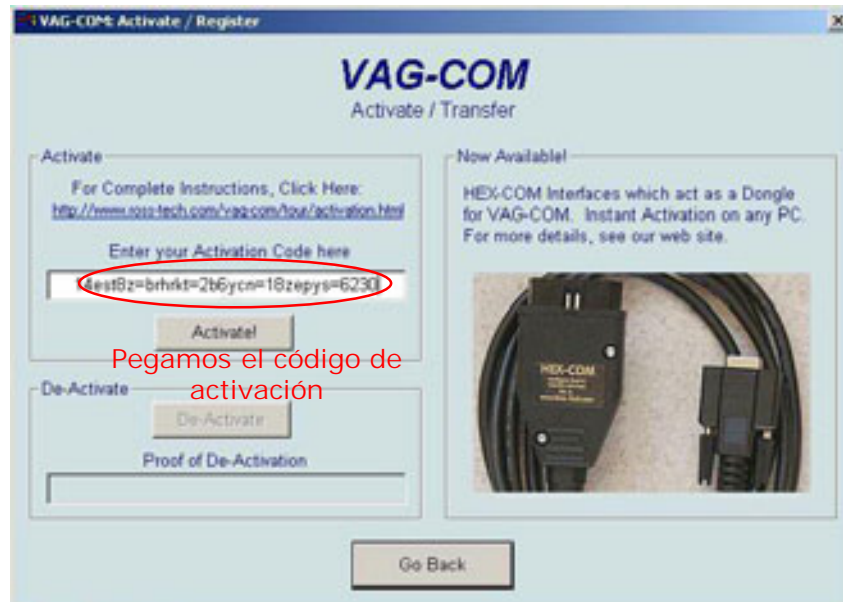 VAG-COM: Activate / Register
VAG-COM
Activate / Transfer
Activate
For Complete Instructions, Click Here:
http://www.ross-tech.com/vag-com/tour/activation.html
Enter your Activation Code here
14est8z=brhrkt=2b6ycn=18zepys=6230
Activate!
Pegamos el código de
activación
De-Activate
De-Activate
Proof of De-Activation
Now Available!
HEX-COM Interfaces which act as a Dongle
for VAG-COM. Instant Activation on any PC.
For more details, see our web site.
HEX-COM
Go Back